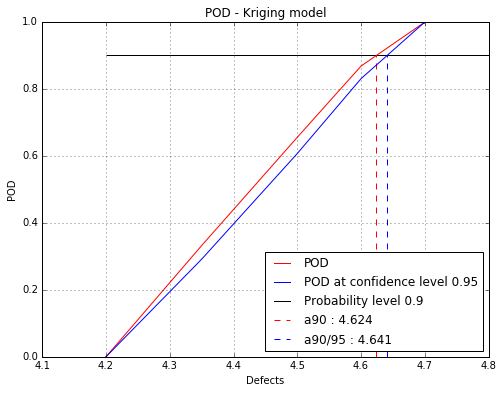 POD - Kriging model
1.0
0.8
0.6
0.4
0.2
0.0
POD
POD
POD at confidence level 0.95
Probability level 0.9
a90 : 4.624
a90/95 : 4.641
4.1 4.2 4.3 4.4 4.5 4.6 4.7 4.8
Defects